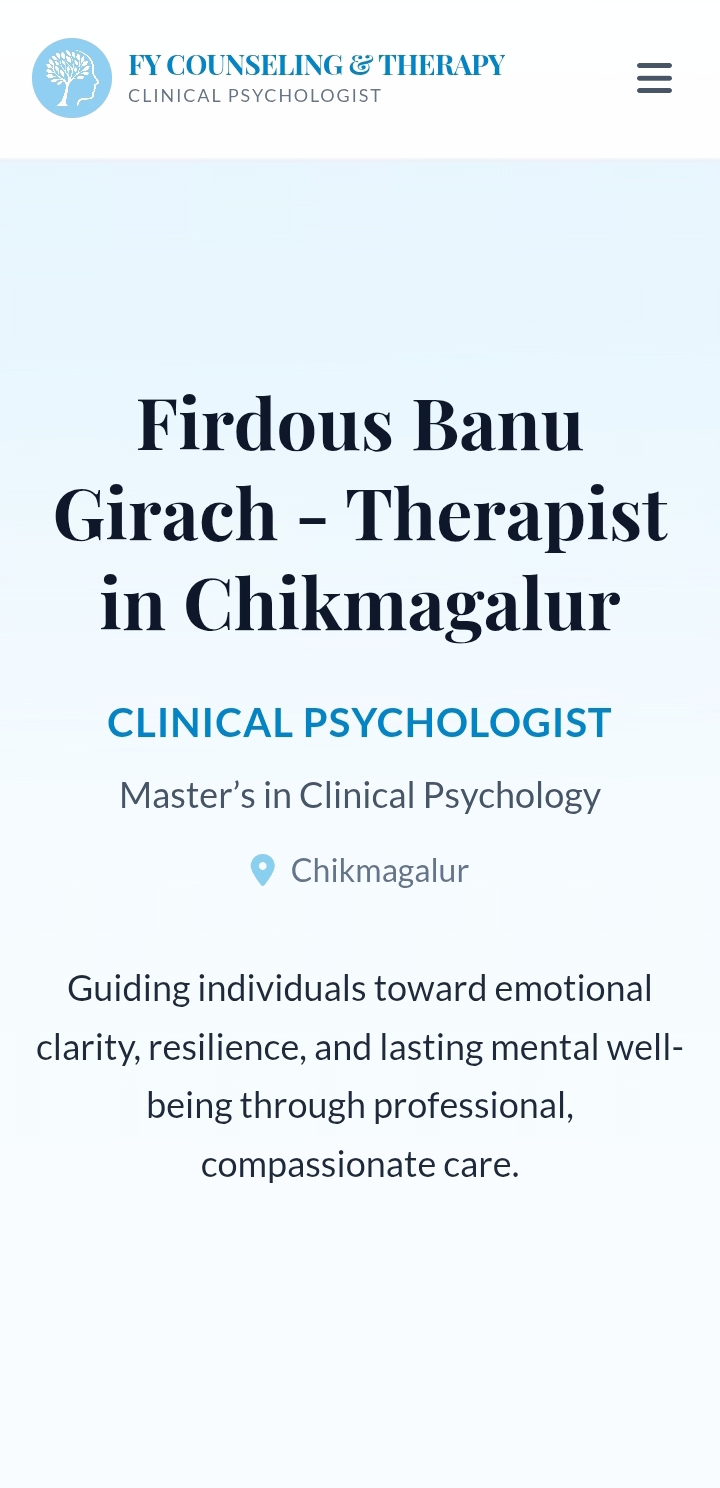 FY COUNSELING & THERAPY
CLINICAL PSYCHOLOGIST
Firdous Banu
Girach - Therapist
in Chikmagalur
CLINICAL PSYCHOLOGIST
Master’s in Clinical Psychology
Chikmagalur
Guiding individuals toward emotional
clarity, resilience, and lasting mental well-
being through professional,
compassionate care.